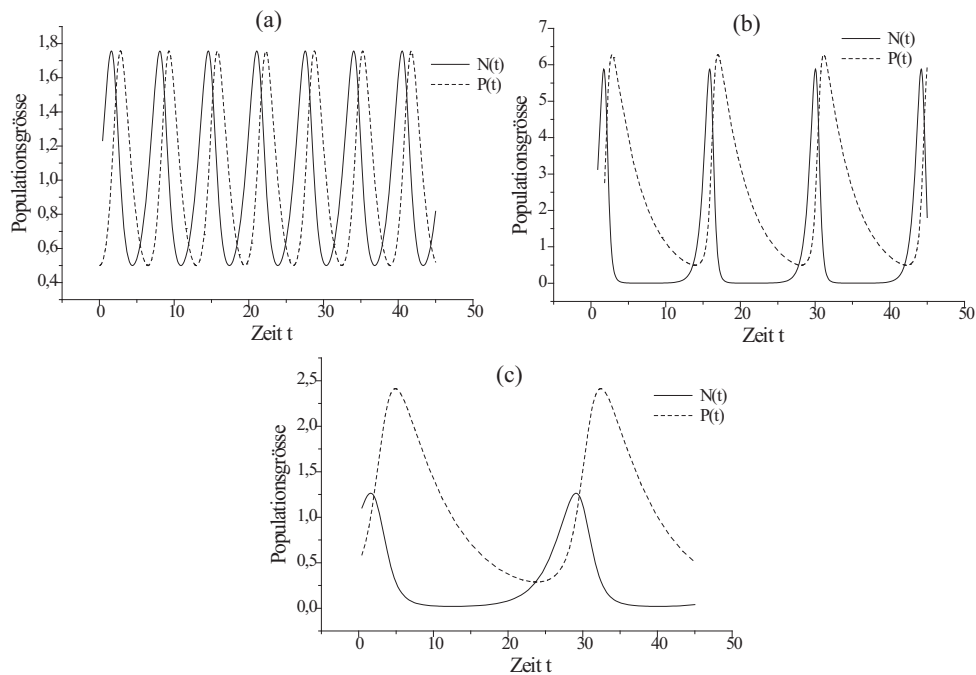 (a)
1,8
1,6
1,4
1,2
1,0
0,8
0,6
0,4
Populationsgrösse
N(t)
P(t)
0
10
20
30
40
50
Zeit t
(b)
7
6
5
4
3
2
1
0
Populationsgrösse
N(t)
P(t)
0
10
20
30
40
50
Zeit t
(c)
2,5
2,0
1,5
1,0
0,5
0,0
Populationsgrösse
N(t)
P(t)
0
10
20
30
40
50
Zeit t